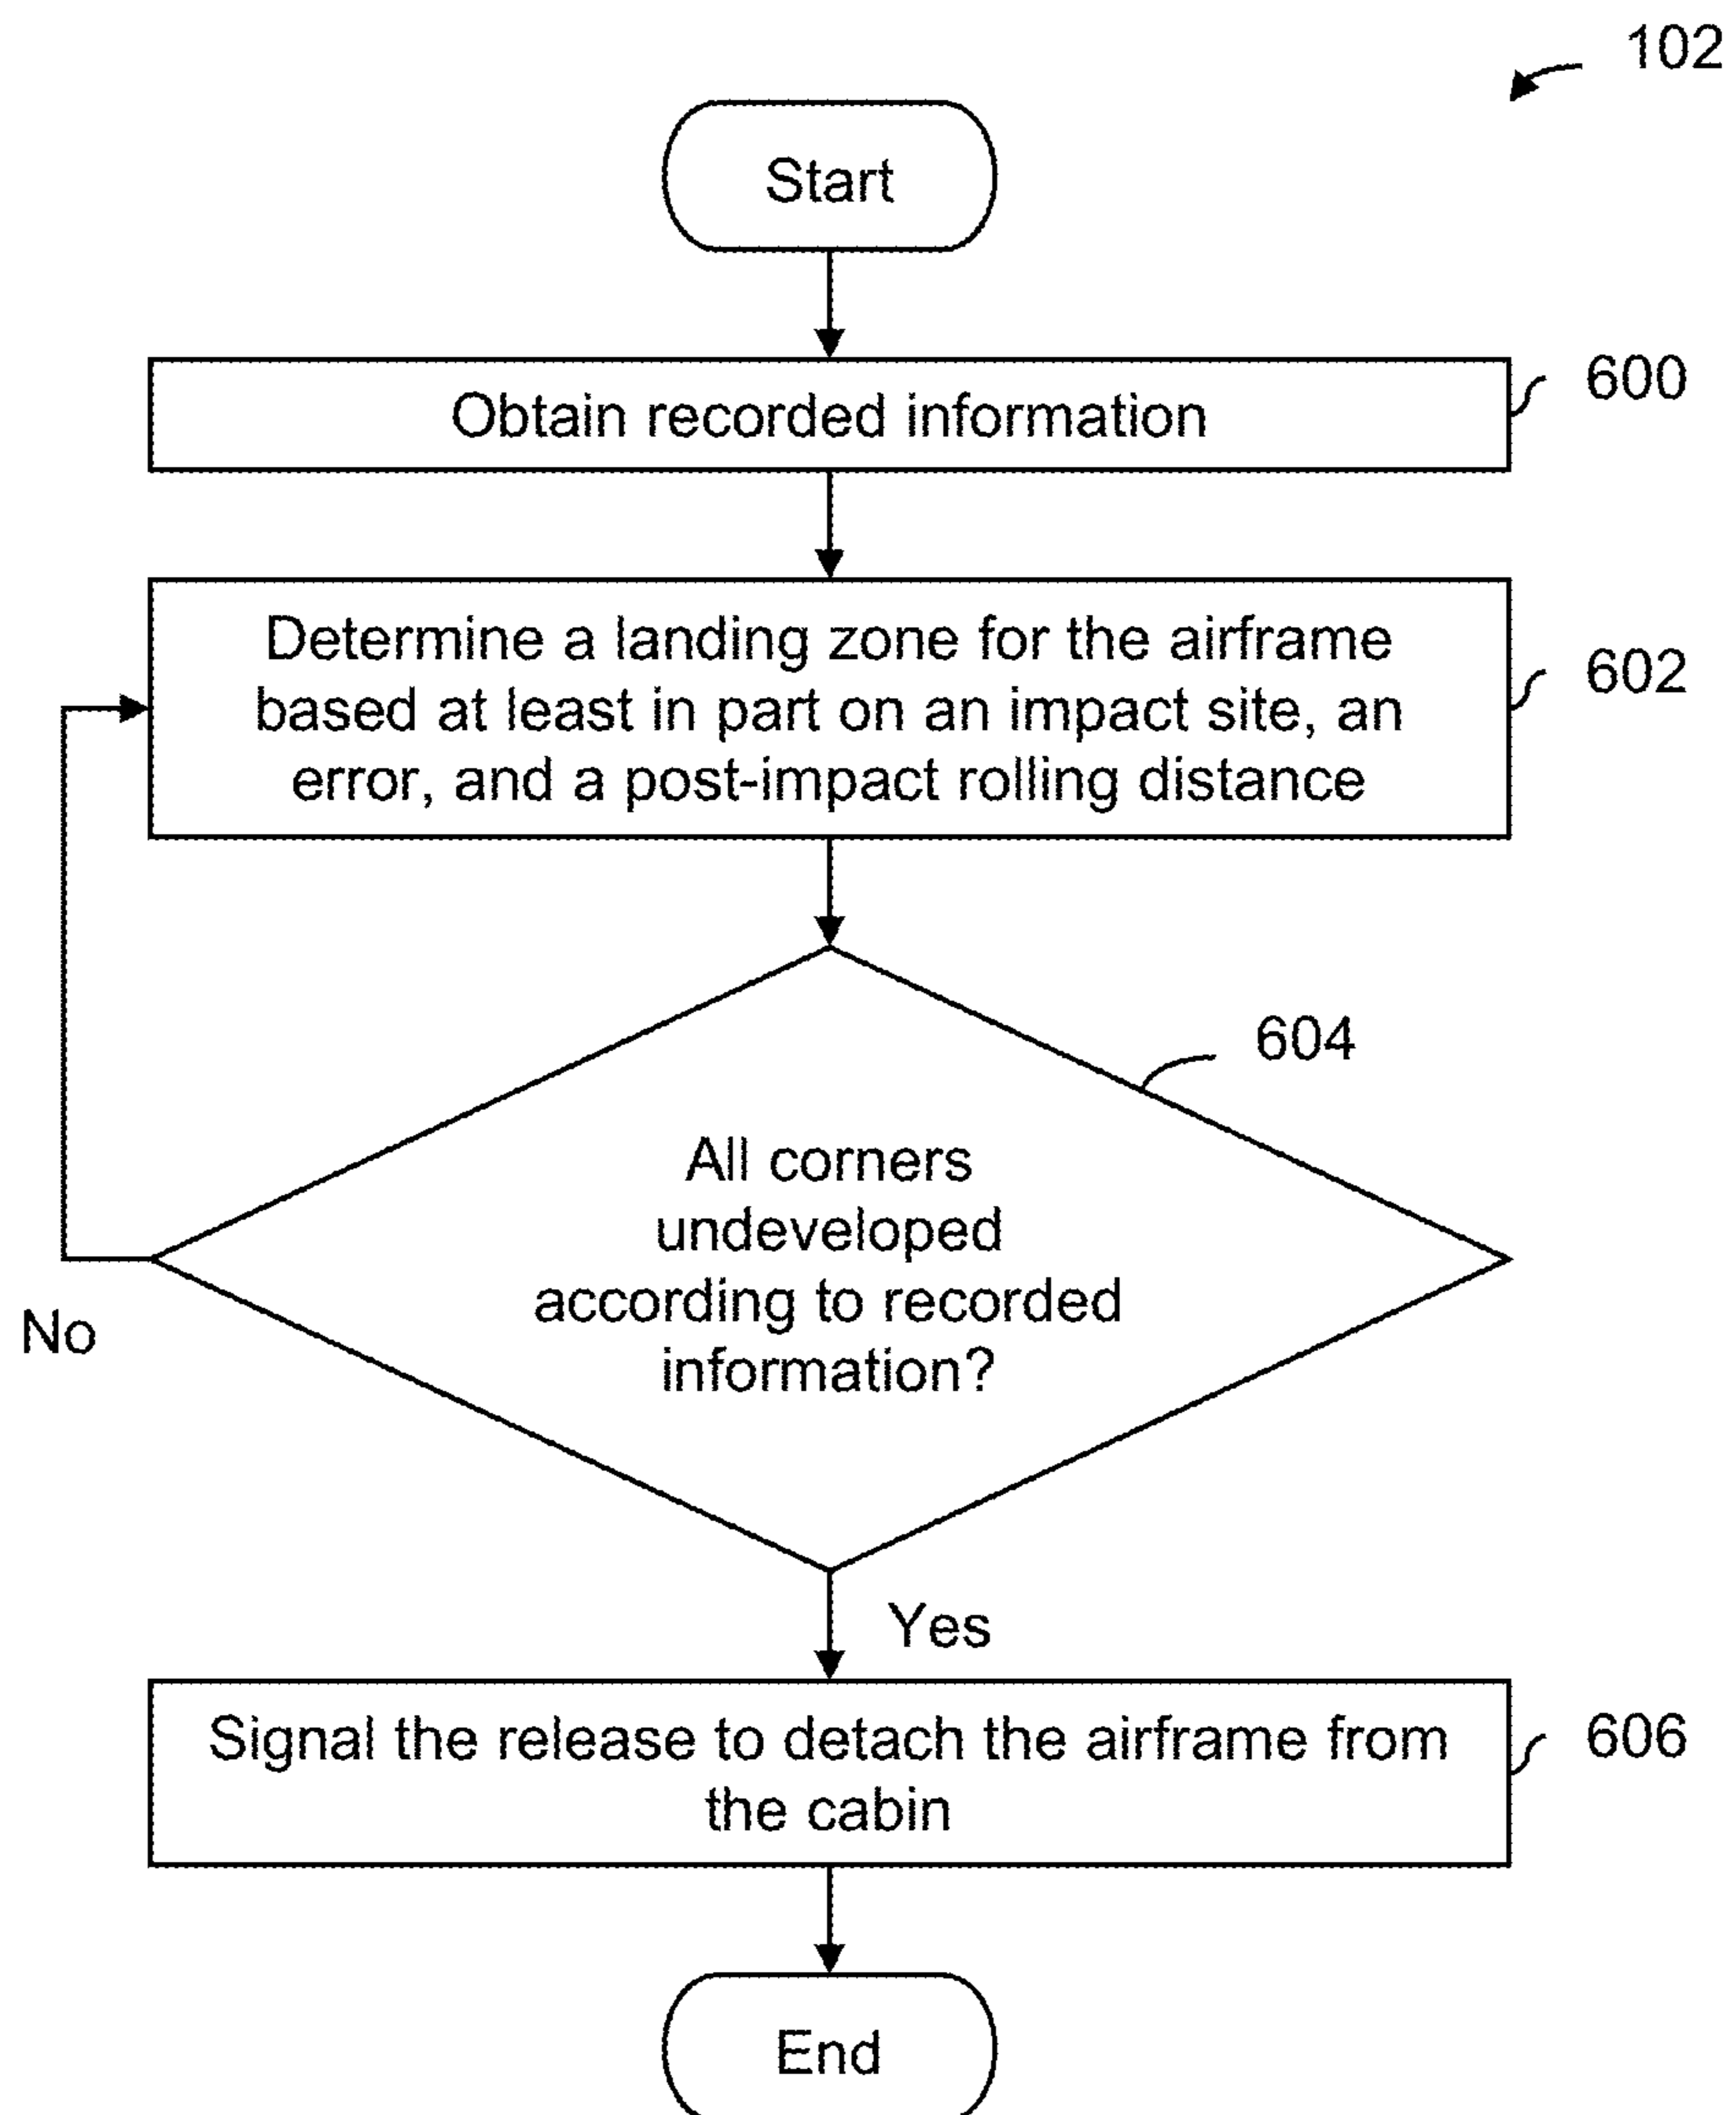 102
Start
Obtain recorded information
600
Determine a landing zone for the airframe
based at least in part on an impact site, an
error, and a post-impact rolling distance
602
604
All corners
undeveloped
according to recorded
information?
No
Yes
Signal the release to detach the airframe from
the cabin
606
End